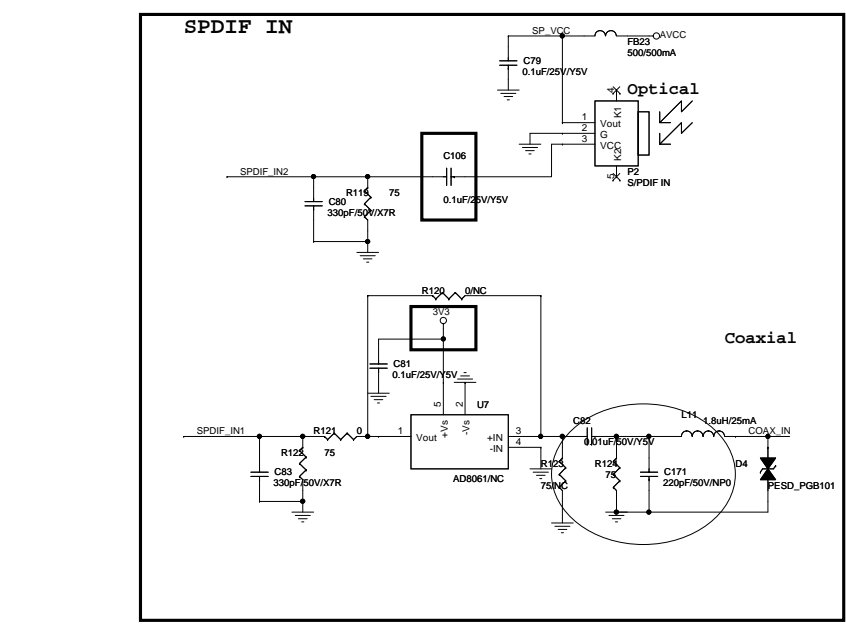 SPDIF IN
SP_VCC
AVCC
FB23
500/500mA
C79
0.1uF/25V/Y5V
Optical
4
K1
1
Vout
2
G
3
VCC
K2
5
P2
S/PDIF IN
C106
0.1uF/25V/Y5V
SPDIF_IN2
R119
75
C80
330pF/50V/X7R
R120
0/NC
3V3
C81
0.1uF/25V/Y5V
Coaxial
5
2
U7
+Vs
-Vs
SPDIF_IN1
R121
0
1
Vout
+IN
3
-IN
4
AD8061/NC
R122
75
C83
330pF/50V/X7R
C82
0.01uF/50V/Y5V
L11
1.8uH/25mA
COAX_IN
R123
75/NC
R124
75
C171
220pF/50V/NP0
D4
PESD_PGB101